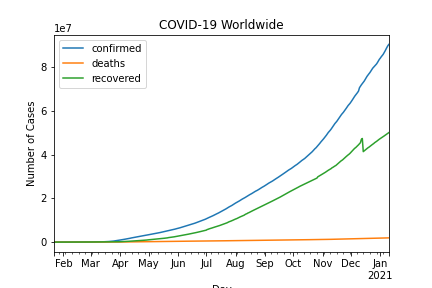 COVID-19 Worldwide
1e7
confirmed
deaths
recovered
Number of Cases
8
6
4
2
0
Feb Mar Apr May Jun Jul Aug Sep Oct Nov Dec Jan
2021